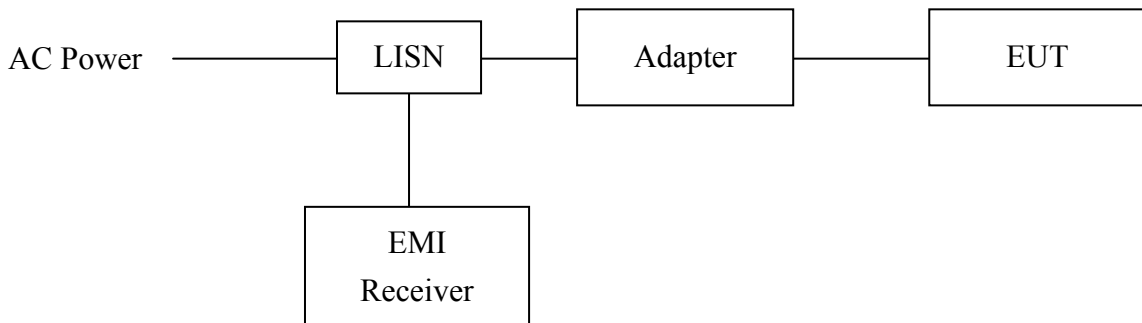 AC Power
LISN
Adapter
EUT
EMI
Receiver